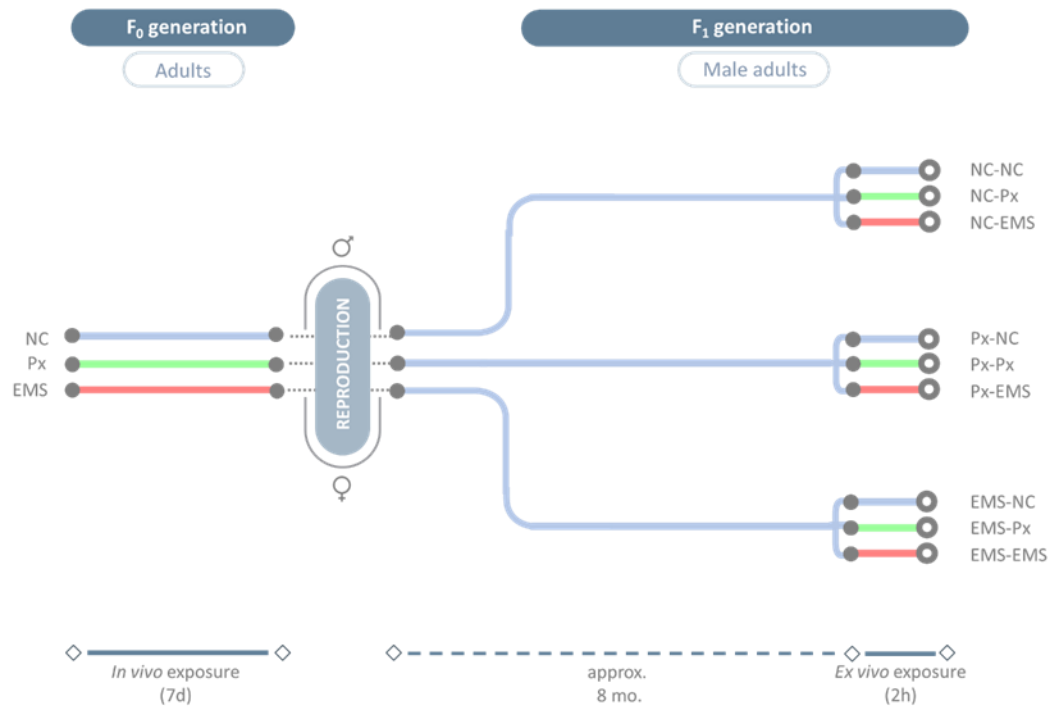 F0 generation
Adults
F1 generation
Male adults
NC
Px
EMS
♂
REPRODUCTION
♀
NC-NC
NC-Px
NC-EMS
Px-NC
Px-Px
Px-EMS
EMS-NC
EMS-Px
EMS-EMS
In vivo exposure
(7d)
approx.
8 mo.
Ex vivo exposure
(2h)